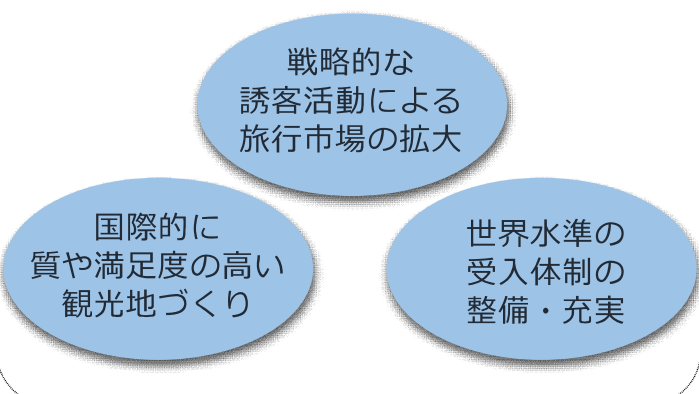 戦略的な
誘客活動による
旅行市場の拡大
国際的に
質や満足度の高い
観光地づくり
世界水準の
受入体制の
整備・充実